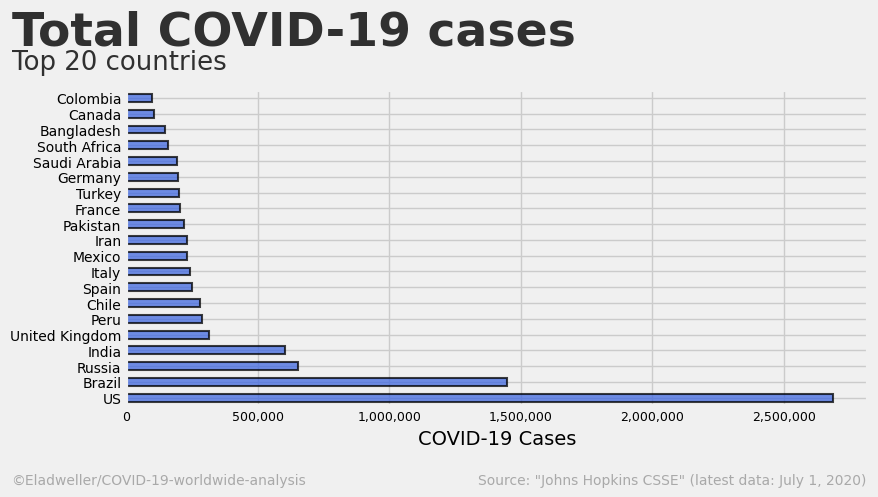 Total COVID-19 cases
Top 20 countries
Colombia
Canada
Bangladesh
South Africa
Saudi Arabia
Germany
Turkey
France
Pakistan
Iran
Mexico
Italy
Spain
Chile
Peru
United Kingdom
India
Russia
Brazil
US
0 500,000 1,000,000 1,500,000 2,000,000 2,500,000
COVID-19 Cases
©Eladweller/COVID-19-worldwide-analysis Source: "Johns Hopkins CSSE" (latest data: July 1, 2020)